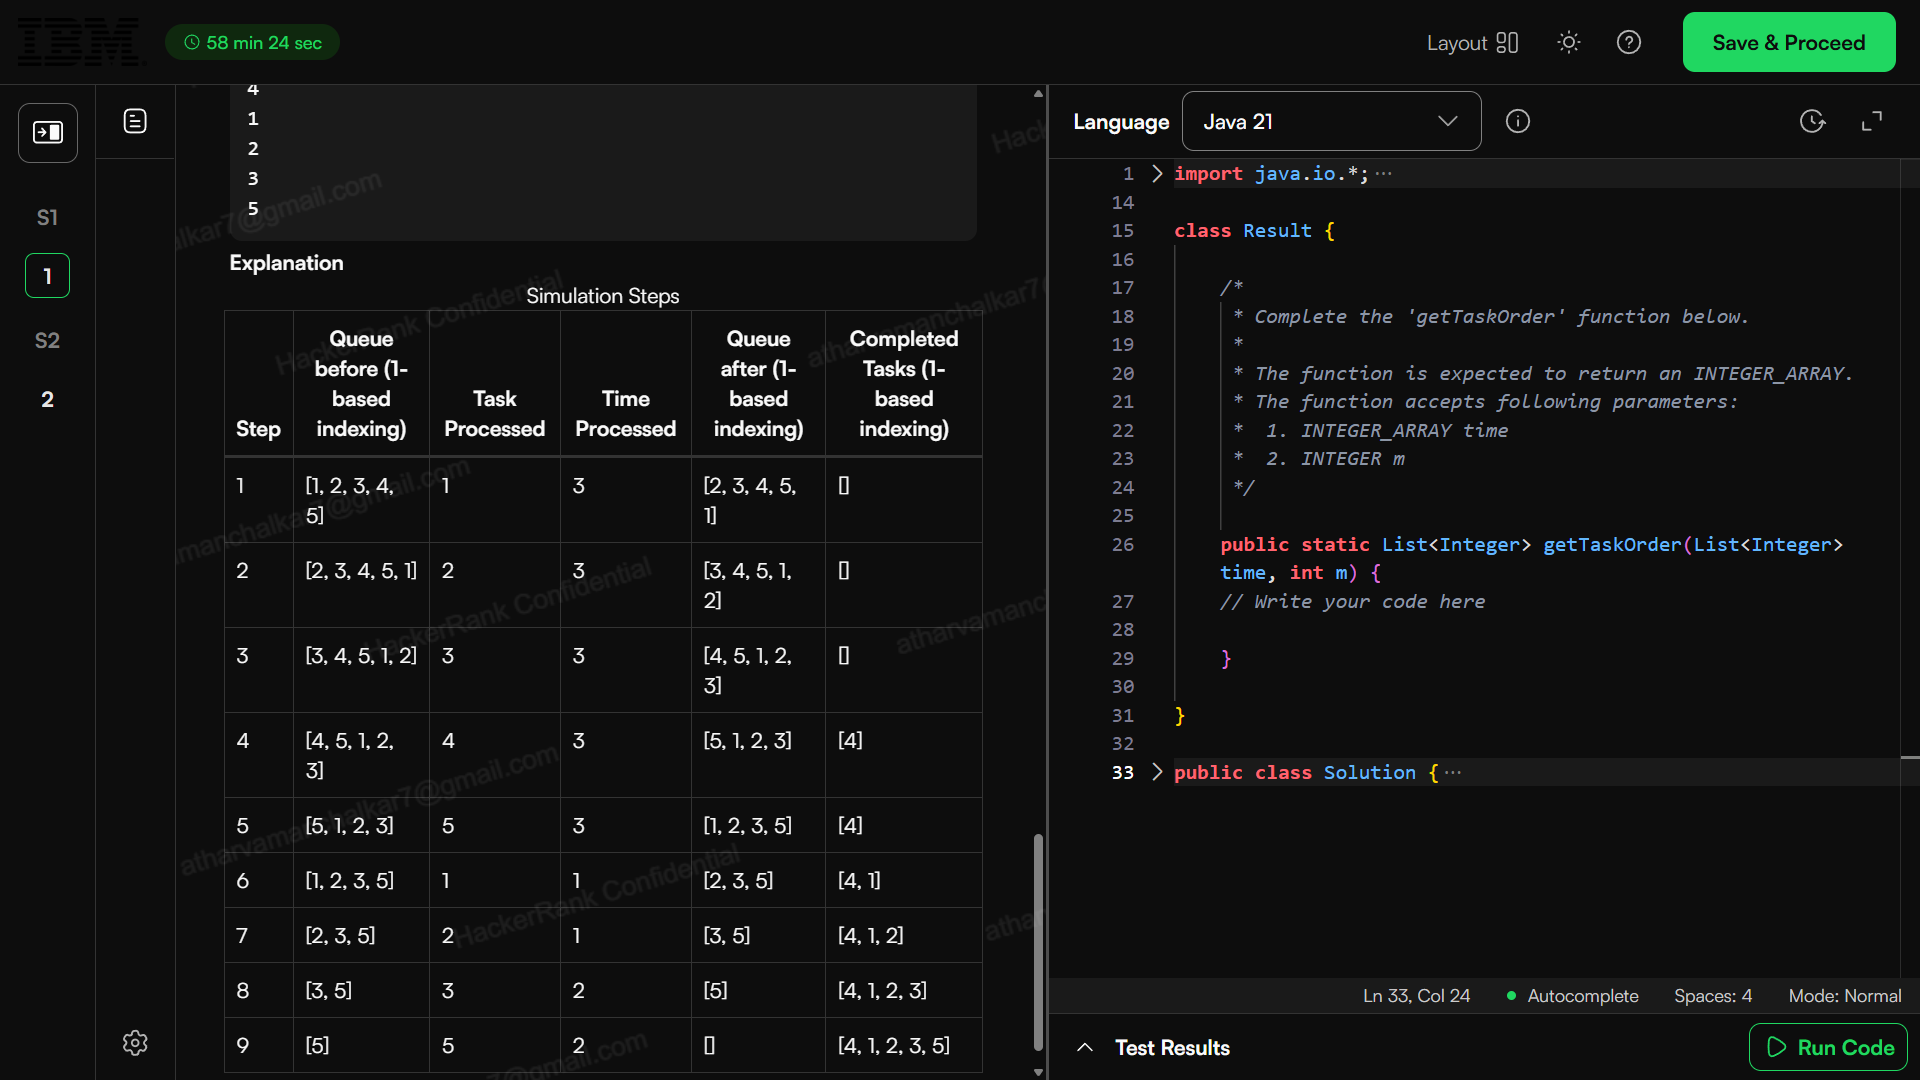 IBM
58 min 24 sec
Layout
Save & Proceed
S1
1
S2
2
4
1
2
3
5
Explanation
Simulation Steps
Step
Queue before (1-based indexing)
Task Processed
Time Processed
Queue after (1-based indexing)
Completed Tasks (1-based indexing)
1 [1, 2, 3, 4, 5] 1 3 [2, 3, 4, 5, 1] []
2 [2, 3, 4, 5, 1] 2 3 [3, 4, 5, 1, 2] []
3 [3, 4, 5, 1, 2] 3 3 [4, 5, 1, 2, 3] []
4 [4, 5, 1, 2, 3] 4 3 [5, 1, 2, 3] [4]
5 [5, 1, 2, 3] 5 3 [1, 2, 3, 5] [4]
6 [1, 2, 3, 5] 1 1 [2, 3, 5] [4, 1]
7 [2, 3, 5] 2 1 [3, 5] [4, 1, 2]
8 [3, 5] 3 2 [5] [4, 1, 2, 3]
9 [5] 5 2 [] [4, 1, 2, 3, 5]
HackerRank Confidential
atharvamanchalkar7@gmail.com
Language
Java 21
1 import java.io.*;···
14
15 class Result {
16
17 /*
18 * Complete the 'getTaskOrder' function below.
19 *
20 * The function is expected to return an INTEGER_ARRAY.
21 * The function accepts following parameters:
22 * 1. INTEGER_ARRAY time
23 * 2. INTEGER m
24 */
25
26 public static List<Integer> getTaskOrder(List<Integer>
time, int m) {
27 // Write your code here
28
29 }
30
31 }
32
33 public class Solution {···
Ln 33, Col 24
Autocomplete
Spaces: 4
Mode: Normal
Test Results
Run Code